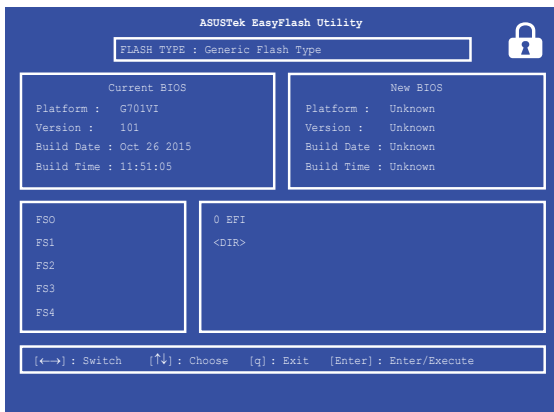 ASUSTek EasyFlash Utility
FLASH TYPE : Generic Flash Type
Current BIOS
Platform : G701VI
Version : 101
Build Date : Oct 26 2015
Build Time : 11:51:05
New BIOS
Platform : Unknown
Version : Unknown
Build Date : Unknown
Build Time : Unknown
FSO
FS1
FS2
FS3
FS4
0 EFI
<DIR>
[←→] : Switch [↑↓] : Choose [q] : Exit [Enter] : Enter/Execute